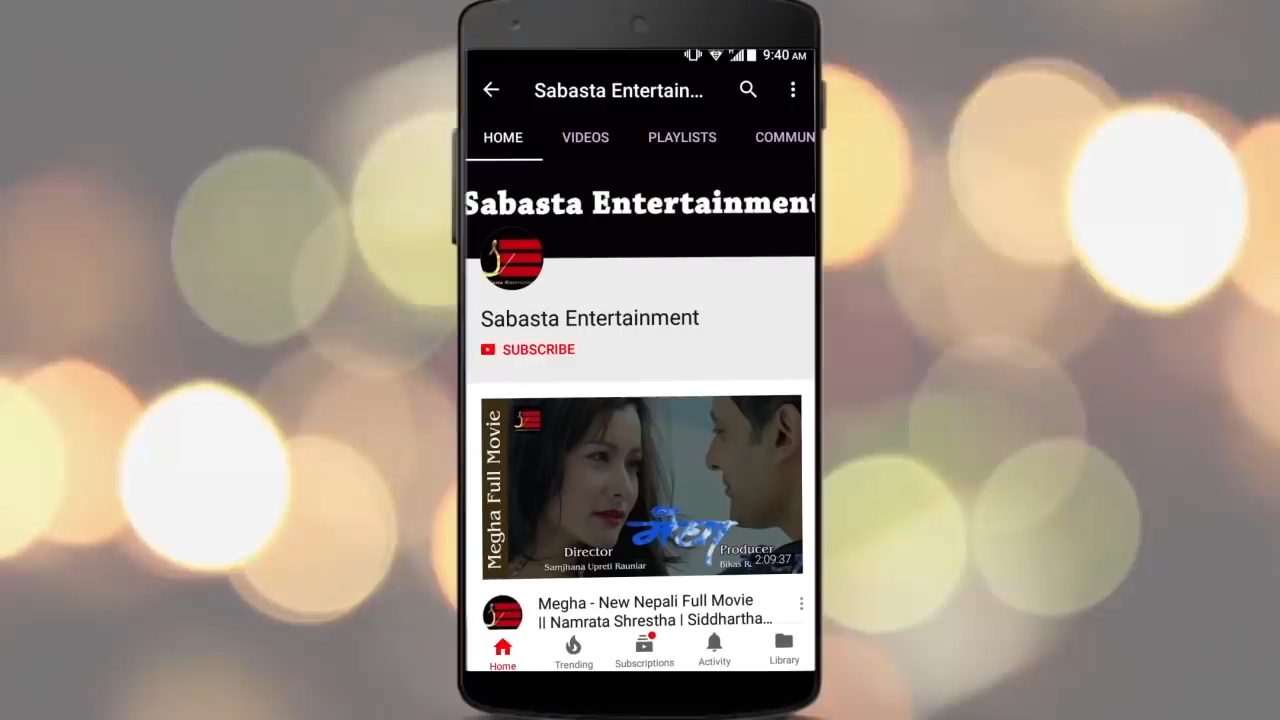 9:40 AM
Sabasta Entertain...
HOME VIDEOS PLAYLISTS COMMUN
Sabasta Entertainment
Sabasta Entertainment
SUBSCRIBE
Megha Full Movie
मेघा
Director
Samjhana Upreti Rauniar
Producer
Bikas R.
2:09:37
Megha - New Nepali Full Movie
|| Namrata Shrestha | Siddhartha...
Home Trending Subscriptions Activity Library